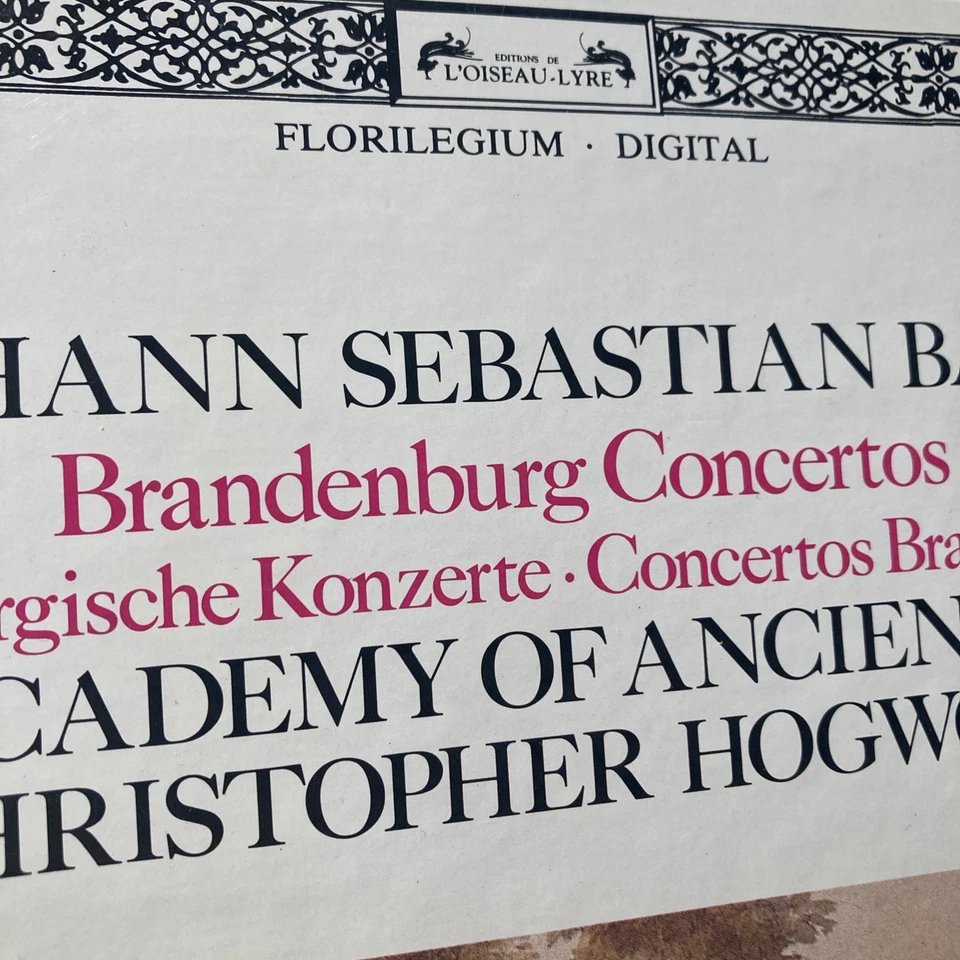 EDITIONS DE
L'OISEAU-LYRE
FLORILEGIUM · DIGITAL
HANN SEBASTIAN BA
Brandenburg Concertos
rgische Konzerte · Concertos Bra
CADEMY OF ANCIEN
HRISTOPHER HOGWO